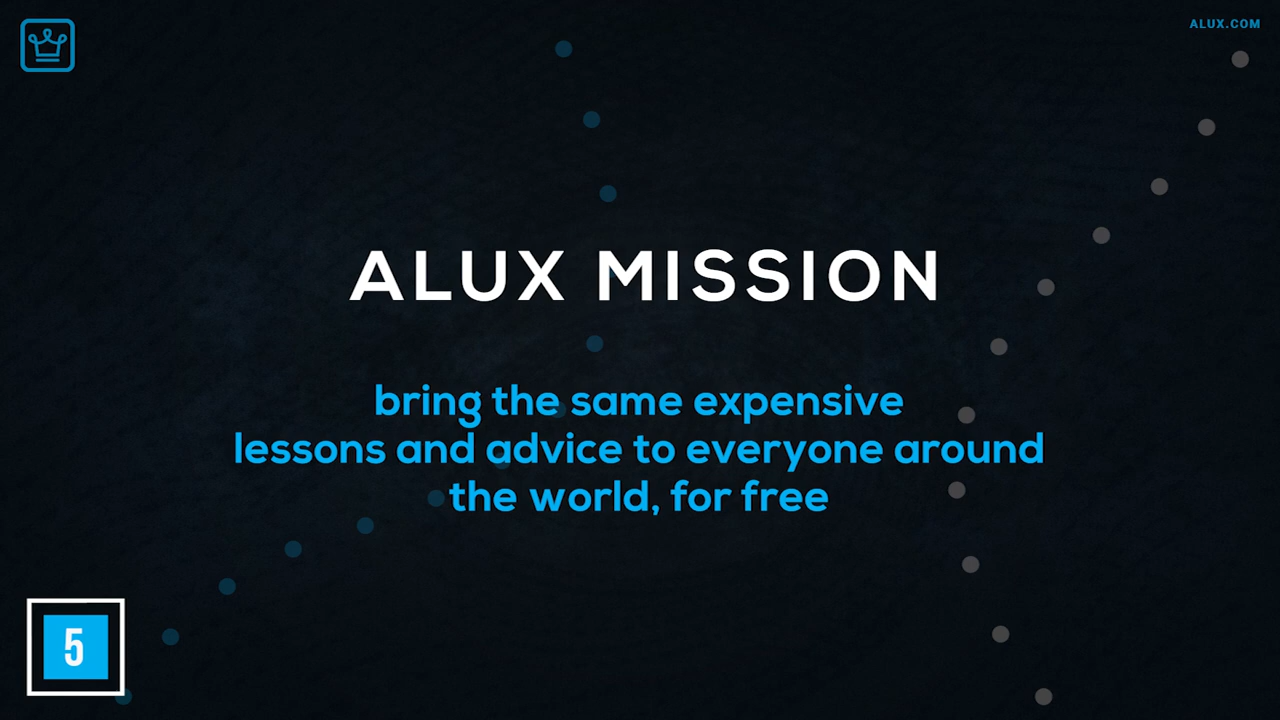 ALUX.COM
ALUX MISSION
bring the same expensive
lessons and advice to everyone around
the world, for free
5